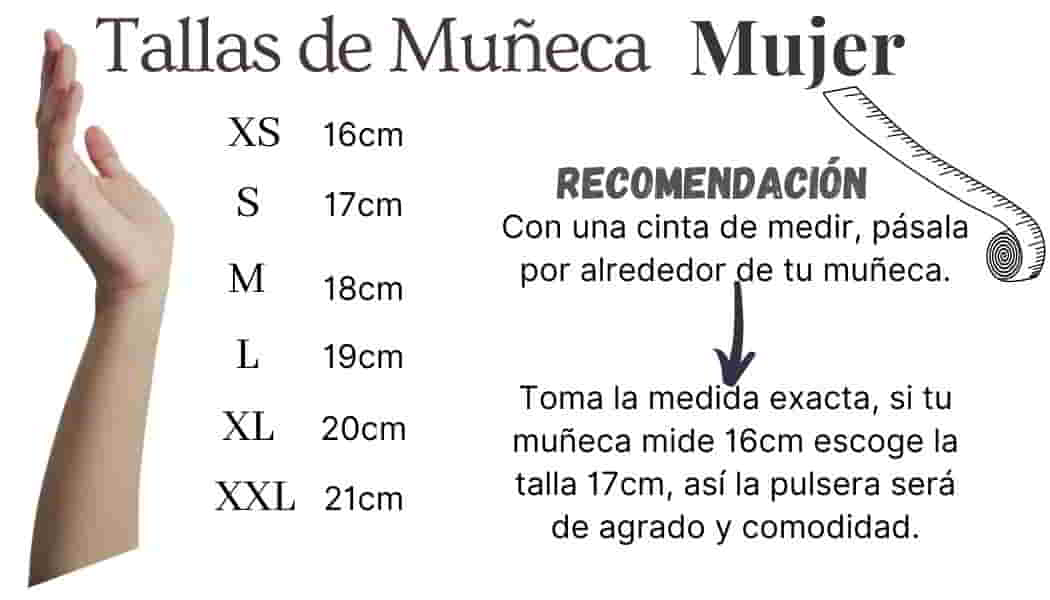 Tallas de Muñeca Mujer
XS 16cm
S 17cm
M 18cm
L 19cm
XL 20cm
XXL 21cm
RECOMENDACIÓN
Con una cinta de medir, pásala
por alrededor de tu muñeca.
Toma la medida exacta, si tu
muñeca mide 16cm escoge la
talla 17cm, así la pulsera será
de agrado y comodidad.